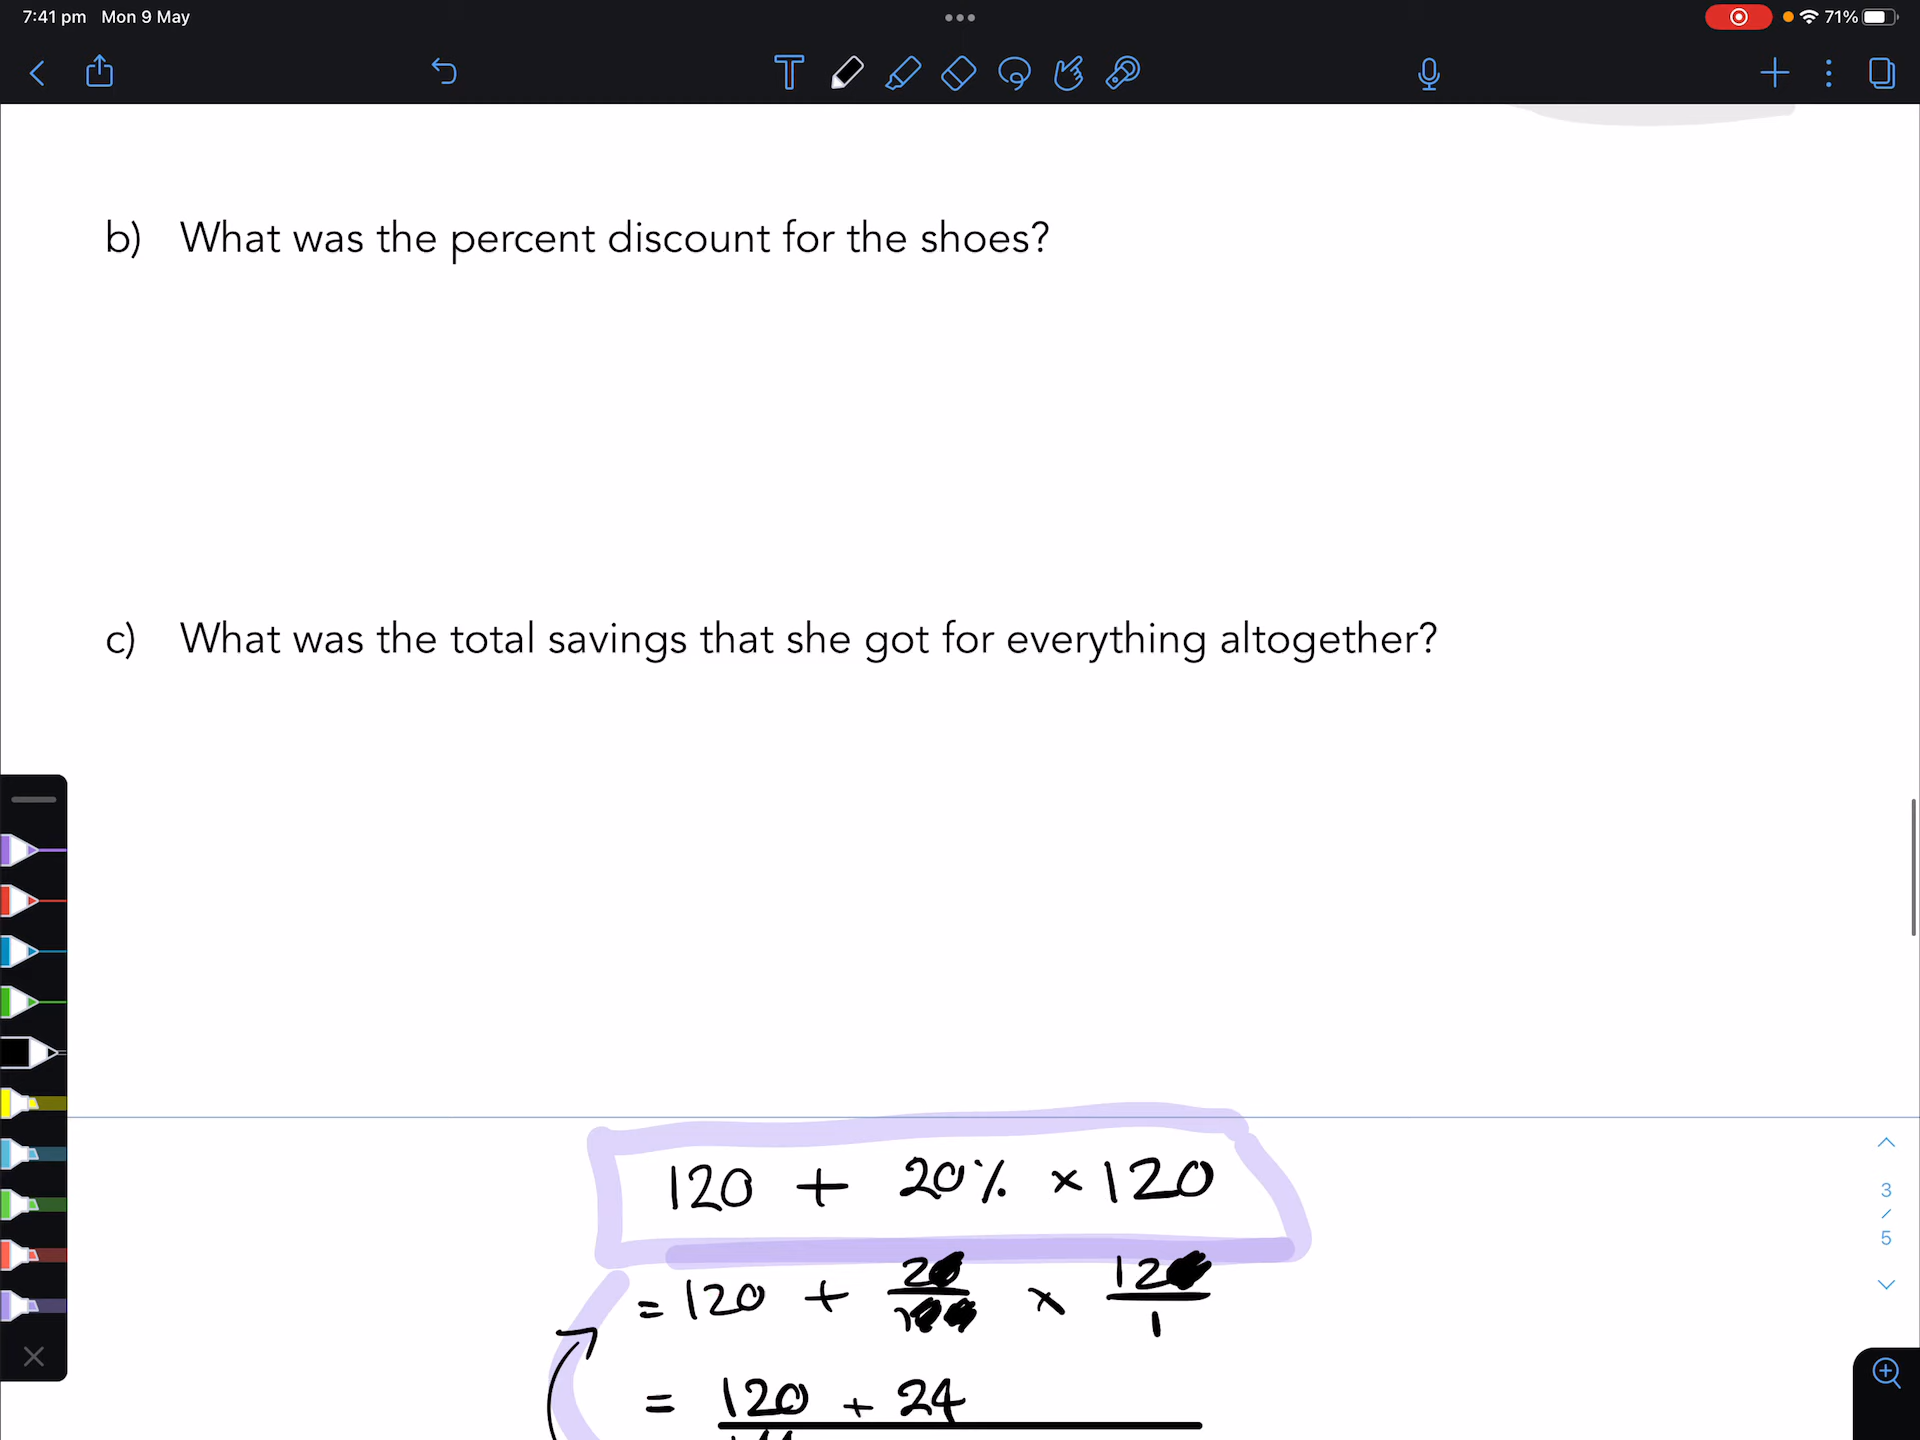 7:41 pm Mon 9 May 71%
b) What was the percent discount for the shoes?
c) What was the total savings that she got for everything altogether?
120 + 20% × 120
= 120 + 20/100 × 120/1
= 120 + 24
3 / 5